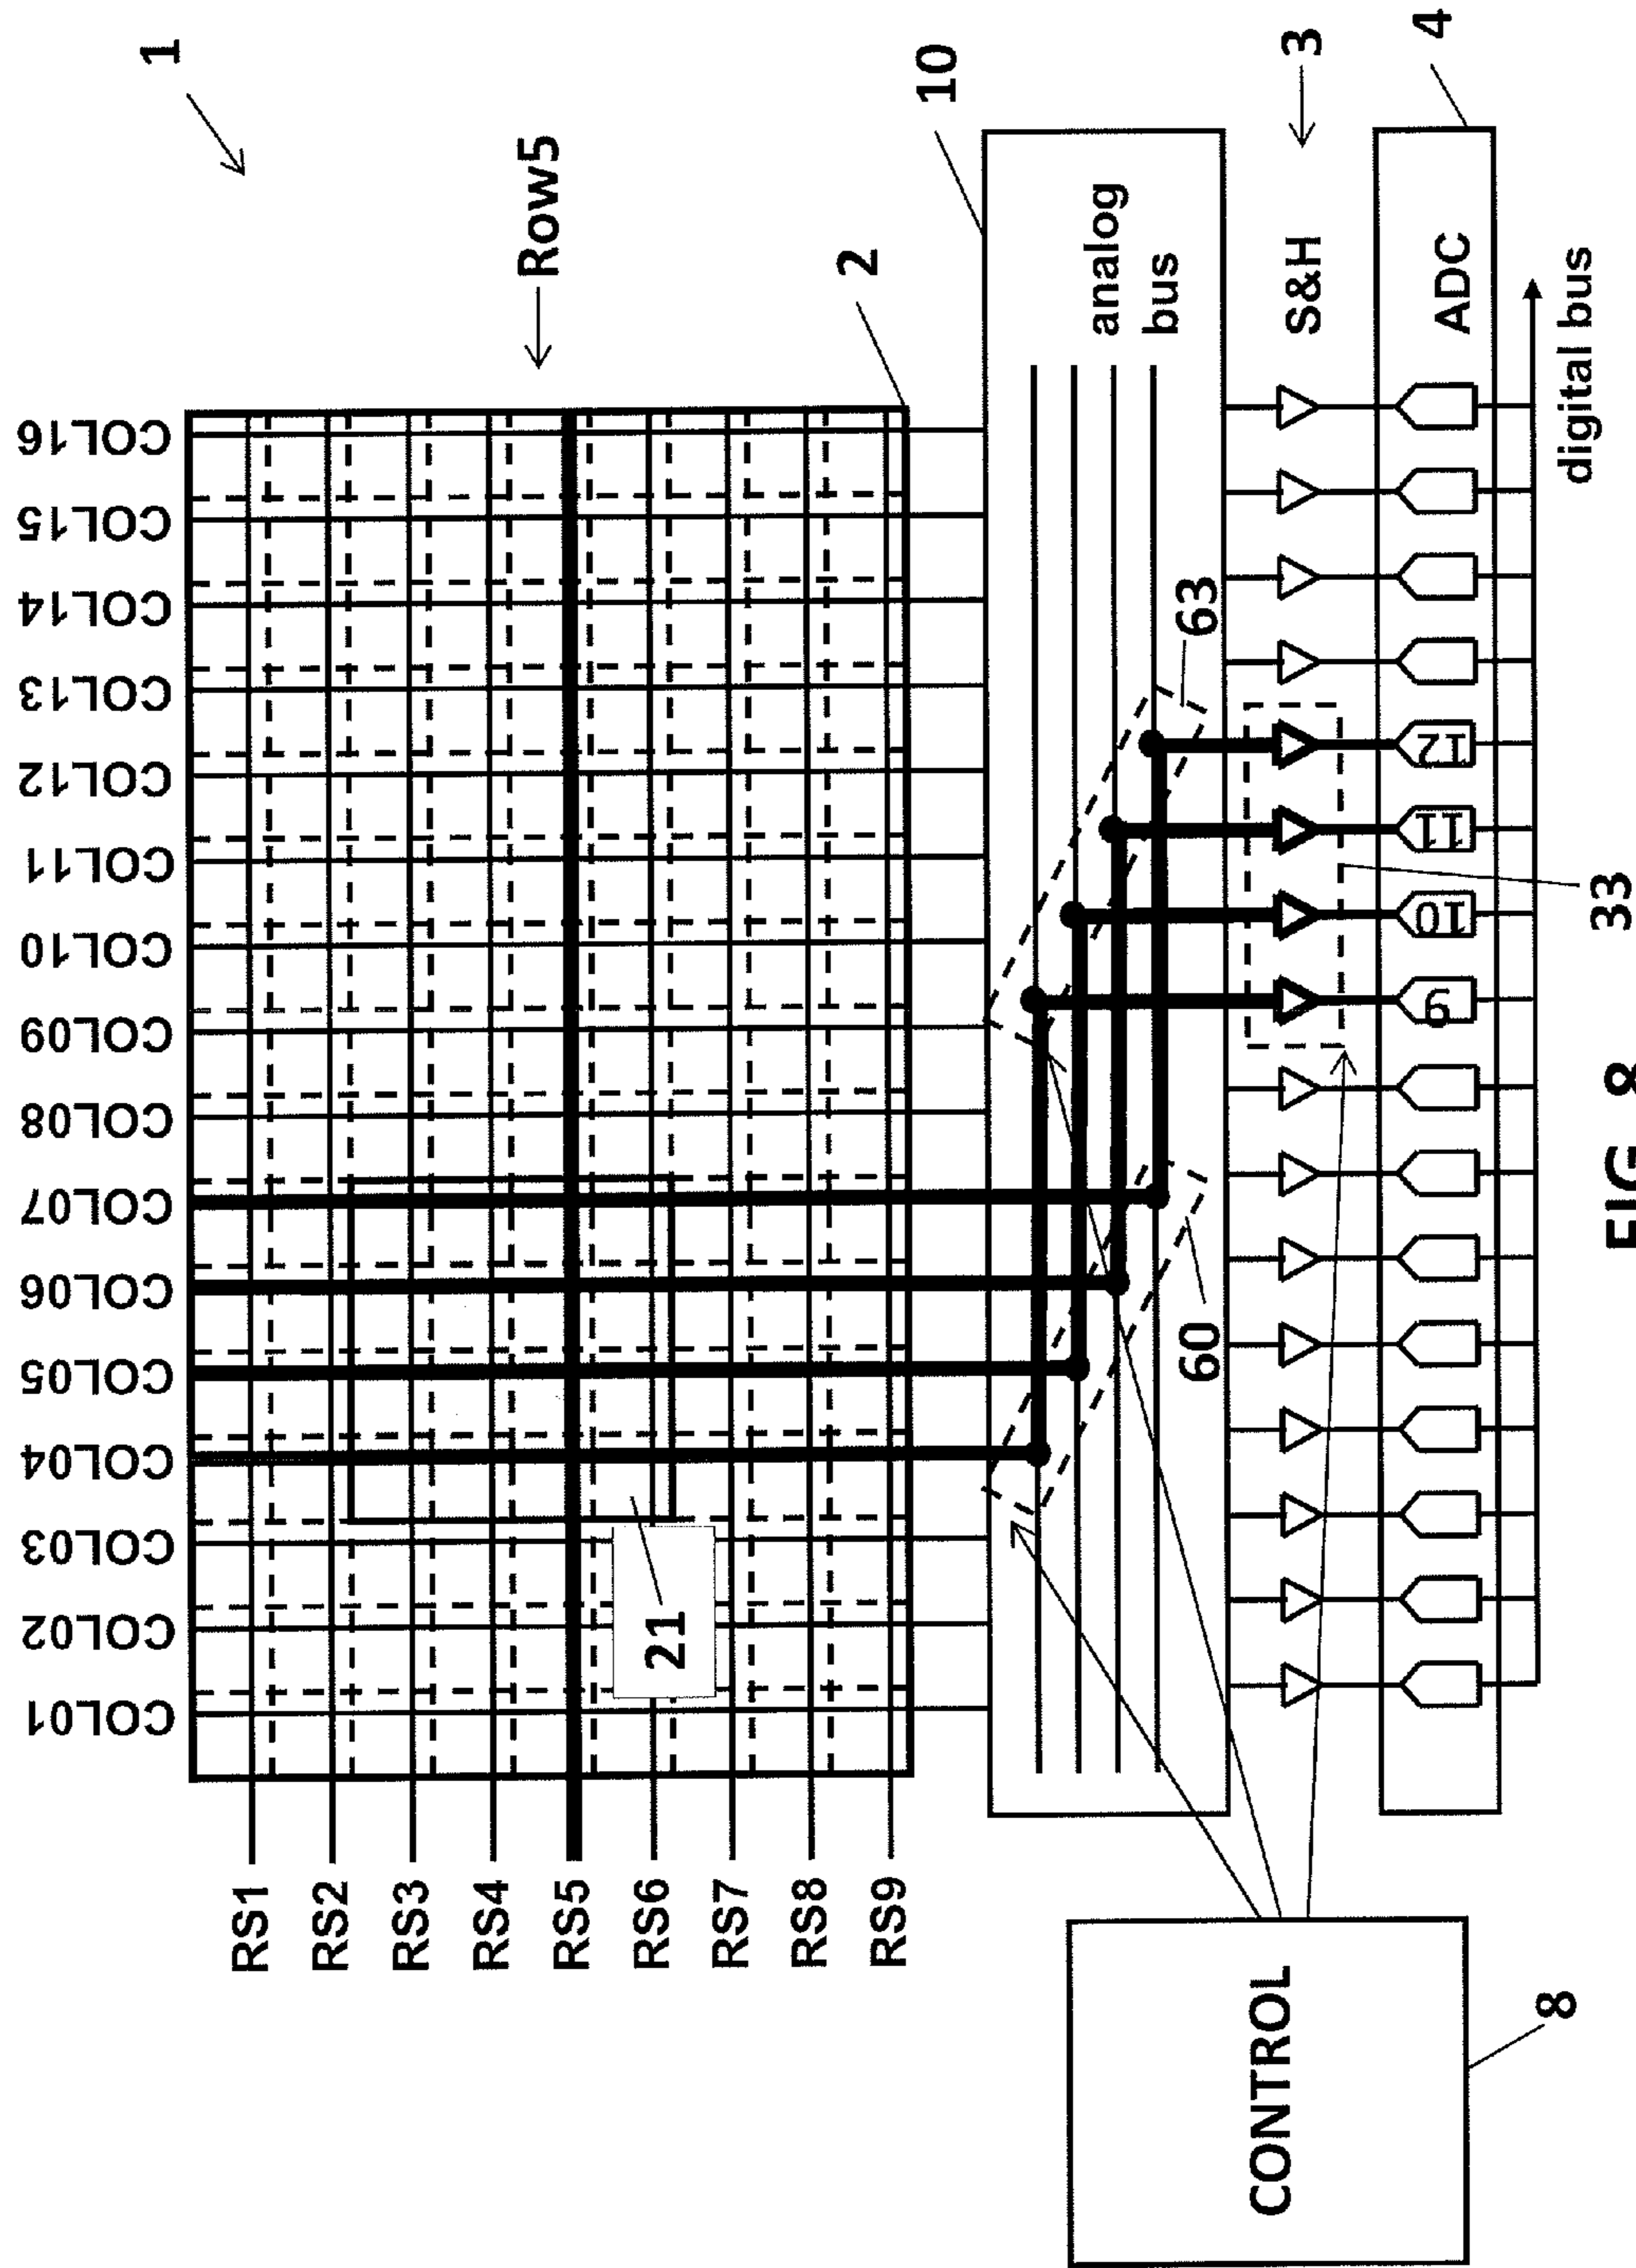 1
COL01
COL02
COL03
COL04
COL05
COL06
COL07
COL08
COL09
COL10
COL11
COL12
COL13
COL14
COL15
COL16
RS1
RS2
RS3
RS4
RS5
RS6
RS7
RS8
RS9
Row5
21
2
10
analog
bus
60
63
S&H
3
33
9
10
11
12
ADC
4
digital bus
CONTROL
8
FIG. 8